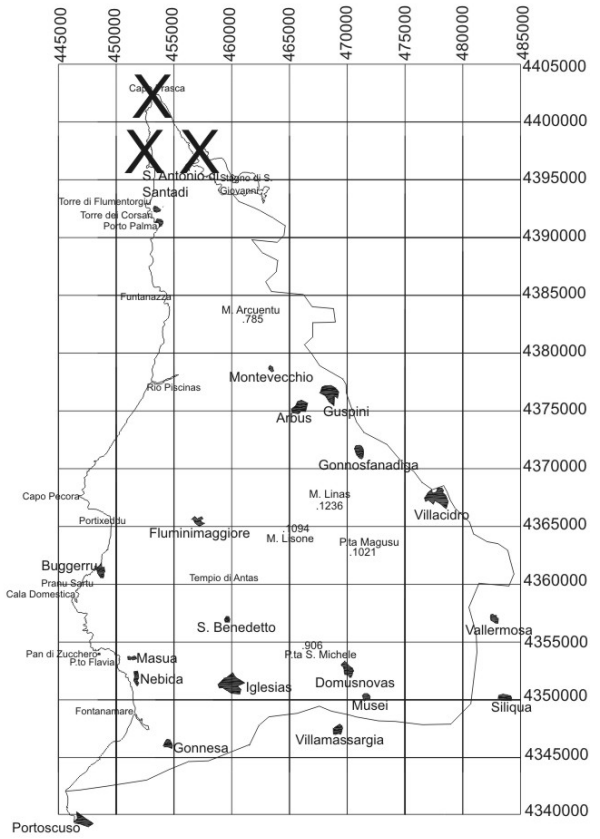 445000 450000 455000 460000 465000 470000 475000 480000 485000
4405000
Capo Frasca
X
4400000
X X
S. Antonio di Santadi
Stagno di S. Giovanni
4395000
Torre di Flumentorgiu
Torre dei Corsari
Porto Palma
4390000
Funtanazza
4385000
M. Arcuentu
.785
4380000
Montevecchio
Rio Piscinas
Arbus
Guspini
4375000
Gonnosfanadiga
4370000
Capo Pecora
M. Linas
.1236
Villacidro
Portixeddu
Fluminimaggiore
4365000
.1094
M. Lisone
P.ta Magusu
.1021
Buggerru
Tempio di Antas
4360000
Pranu Sartu
Cala Domestica
S. Benedetto
Vallermosa
4355000
.906
P.ta S. Michele
Pan di Zucchero
Masua
P.to Flavia
Nebida
Iglesias
Domusnovas
4350000
Musei
Siliqua
Fontanamare
Gonnesa
Villamassargia
4345000
4340000
Portoscuso